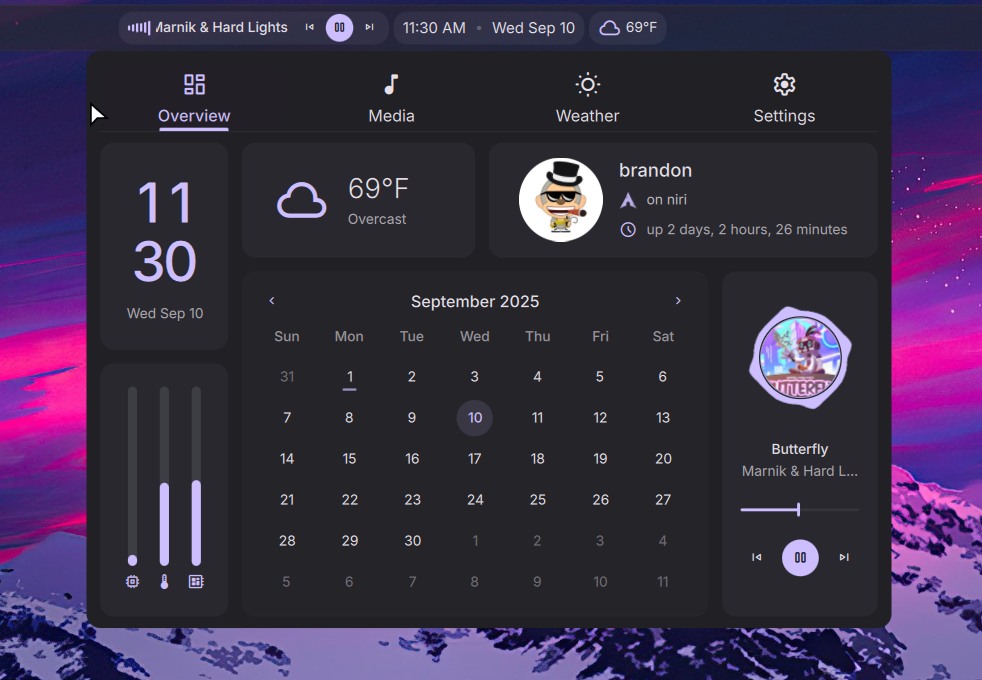 Marnik & Hard Lights
11:30 AM • Wed Sep 10
69°F
Overview
Media
Weather
Settings
11
30
Wed Sep 10
69°F
Overcast
brandon
on niri
up 2 days, 2 hours, 26 minutes
September 2025
Sun Mon Tue Wed Thu Fri Sat
31 1 2 3 4 5 6
7 8 9 10 11 12 13
14 15 16 17 18 19 20
21 22 23 24 25 26 27
28 29 30 1 2 3 4
5 6 7 8 9 10 11
Butterfly
Marnik & Hard L...